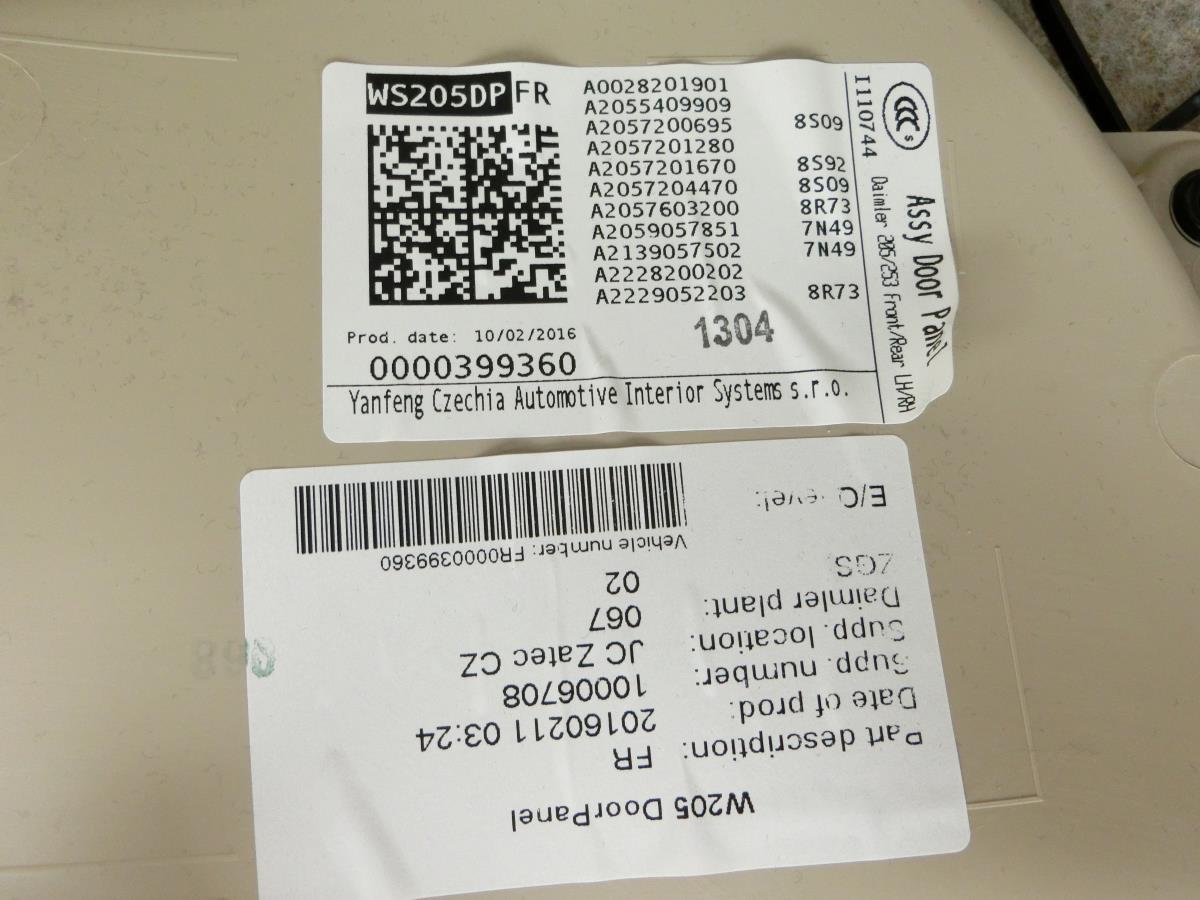 WS205DP FR
A0028201901
A2055409909
A2057200695 8S09
A2057201280
A2057201670 8S92
A2057204470 8S09
A2057603200 8R73
A2059057851 7N49
A2139057502 7N49
A2228200202
A2229052203 8R73
Prod. date: 10/02/2016
0000399360
1304
Yanfeng Czechia Automotive Interior Systems s.r.o.
CCC S
I110744
Daimler 205/253 Front/Rear LH/RH
Assy Door Panel
W205 DoorPanel
Part description: FR
Date of prod: 20160211 03:24
Supp. number: 10006708
Supp. location: JC Zatec CZ
Daimler plant: 067
ZGS 02
E/Q level:
Vehicle number: FR0000399360